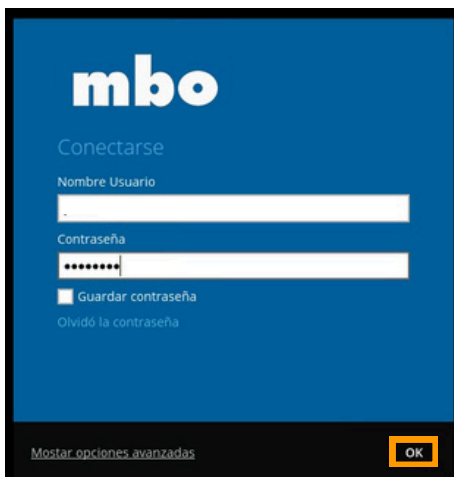 mbo
Conectarse
Nombre Usuario
.
Contraseña
••••••••
Guardar contraseña
Olvidó la contraseña
Mostar opciones avanzadas
OK